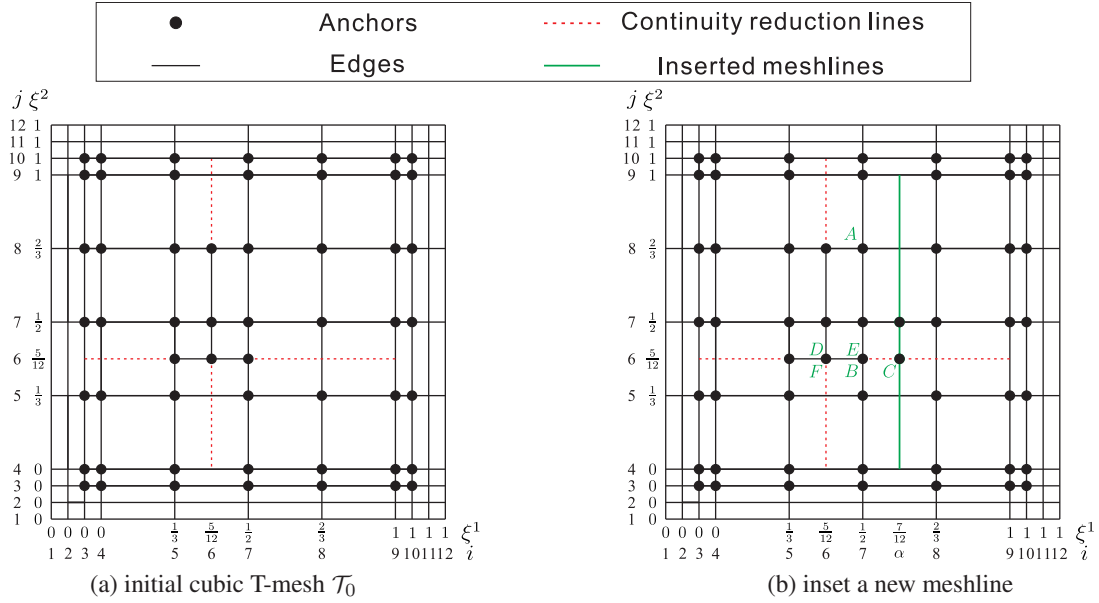 Anchors
Continuity reduction lines
Edges
Inserted meshlines
j ξ²
12 1
11 1
10 1
9 1
8 2/3
7 1/2
6 5/12
5 1/3
4 0
3 0
2 0
1 0
0 0 0 0 1/3 5/12 1/2 2/3 1 1 1 1 ξ¹
1 2 3 4 5 6 7 8 9 10 11 12 i
(a) initial cubic T-mesh 𝒯₀
j ξ²
12 1
11 1
10 1
9 1
8 2/3
7 1/2
6 5/12
5 1/3
4 0
3 0
2 0
1 0
A
D E
F B C
0 0 0 0 1/3 5/12 1/2 7/12 2/3 1 1 1 1 ξ¹
1 2 3 4 5 6 7 α 8 9 10 11 12 i
(b) inset a new meshline